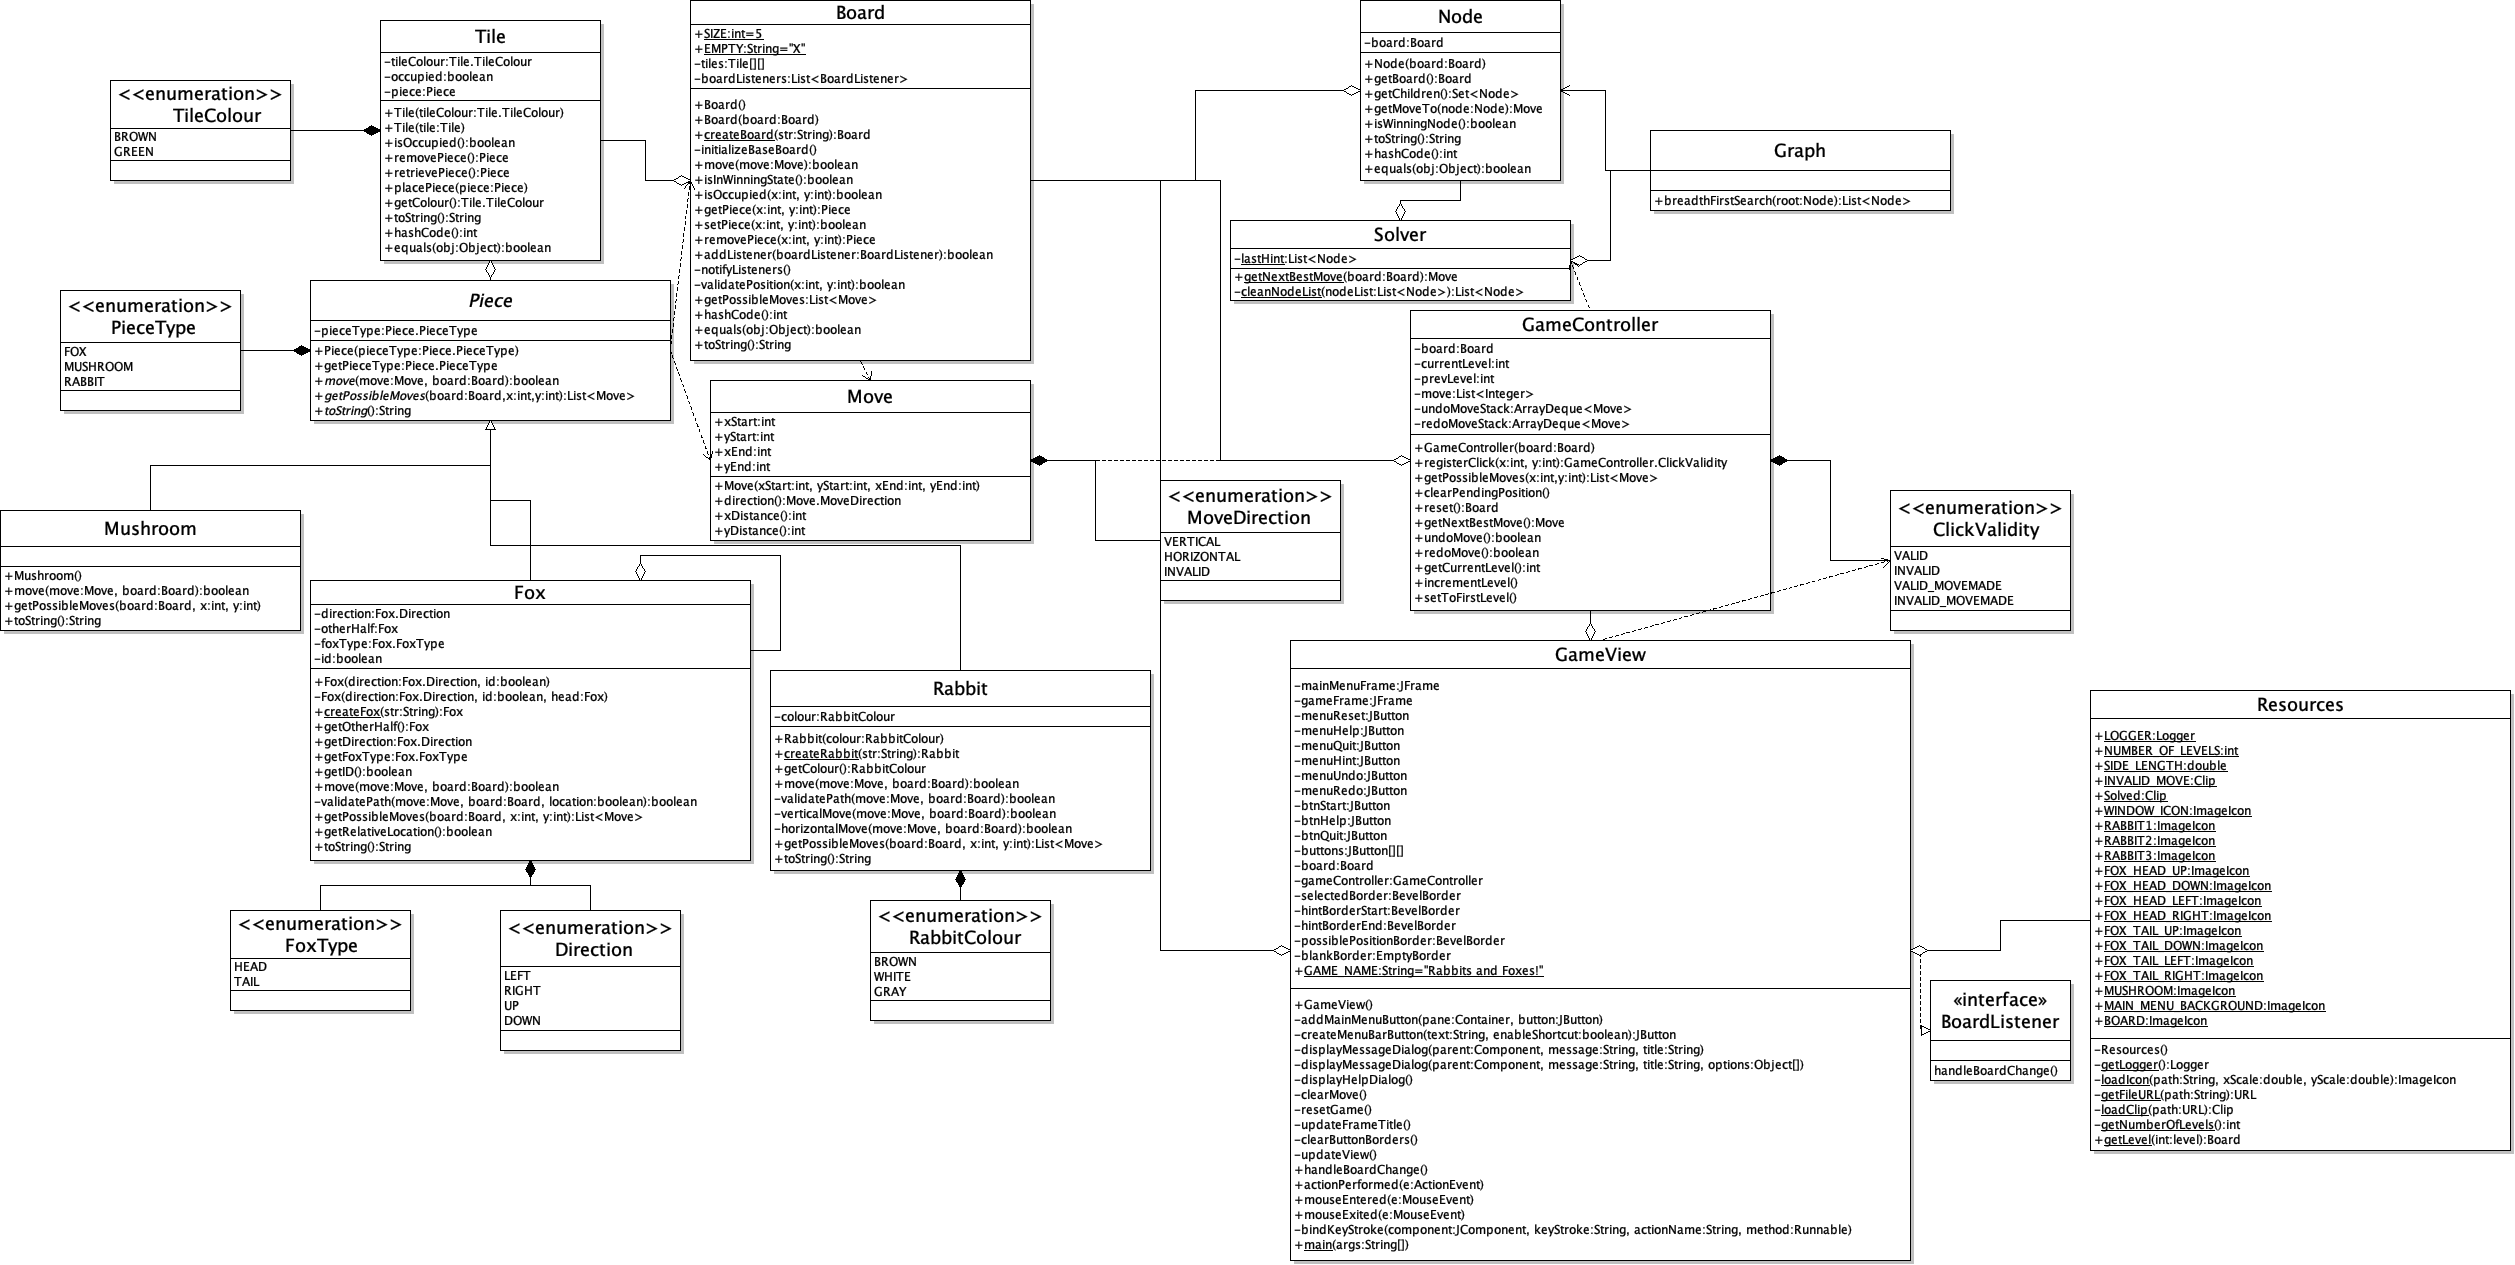 Tile
-tileColour:Tile.TileColour
-occupied:boolean
-piece:Piece
+Tile(tileColour:Tile.TileColour)
+Tile(tile:Tile)
+isOccupied():boolean
+removePiece():Piece
+retrievePiece():Piece
+placePiece(piece:Piece)
+getColour():Tile.TileColour
+toString():String
+hashCode():int
+equals(obj:Object):boolean
<<enumeration>>
TileColour
BROWN
GREEN
Board
+SIZE:int=5
+EMPTY:String="X"
-tiles:Tile[][]
-boardListeners:List<BoardListener>
+Board()
+Board(board:Board)
+createBoard(str:String):Board
-initializeBaseBoard()
+move(move:Move):boolean
+isInWinningState():boolean
+isOccupied(x:int, y:int):boolean
+getPiece(x:int, y:int):Piece
+setPiece(x:int, y:int):boolean
+removePiece(x:int, y:int):Piece
+addListener(boardListener:BoardListener):boolean
-notifyListeners()
-validatePosition(x:int, y:int):boolean
+getPossibleMoves:List<Move>
+hashCode():int
+equals(obj:Object):boolean
+toString():String
Node
-board:Board
+Node(board:Board)
+getBoard():Board
+getChildren():Set<Node>
+getMoveTo(node:Node):Move
+isWinningNode():boolean
+toString():String
+hashCode():int
+equals(obj:Object):boolean
Graph
+breadthFirstSearch(root:Node):List<Node>
Solver
-lastHint:List<Node>
+getNextBestMove(board:Board):Move
-cleanNodeList(nodeList:List<Node>):List<Node>
<<enumeration>>
PieceType
FOX
MUSHROOM
RABBIT
Piece
-pieceType:Piece.PieceType
+Piece(pieceType:Piece.PieceType)
+getPieceType:Piece.PieceType
+move(move:Move, board:Board):boolean
+getPossibleMoves(board:Board,x:int,y:int):List<Move>
+toString():String
Move
+xStart:int
+yStart:int
+xEnd:int
+yEnd:int
+Move(xStart:int, yStart:int, xEnd:int, yEnd:int)
+direction():Move.MoveDirection
+xDistance():int
+yDistance():int
GameController
-board:Board
-currentLevel:int
-prevLevel:int
-move:List<Integer>
-undoMoveStack:ArrayDeque<Move>
-redoMoveStack:ArrayDeque<Move>
+GameController(board:Board)
+registerClick(x:int, y:int):GameController.ClickValidity
+getPossibleMoves(x:int,y:int):List<Move>
+clearPendingPosition()
+reset():Board
+getNextBestMove():Move
+undoMove():boolean
+redoMove():boolean
+getCurrentLevel():int
+incrementLevel()
+setToFirstLevel()
<<enumeration>>
MoveDirection
VERTICAL
HORIZONTAL
INVALID
<<enumeration>>
ClickValidity
VALID
INVALID
VALID_MOVEMADE
INVALID_MOVEMADE
Mushroom
+Mushroom()
+move(move:Move, board:Board):boolean
+getPossibleMoves(board:Board, x:int, y:int)
+toString():String
Fox
-direction:Fox.Direction
-otherHalf:Fox
-foxType:Fox.FoxType
-id:boolean
+Fox(direction:Fox.Direction, id:boolean)
-Fox(direction:Fox.Direction, id:boolean, head:Fox)
+createFox(str:String):Fox
+getOtherHalf():Fox
+getDirection:Fox.Direction
+getFoxType:Fox.FoxType
+getID():boolean
+move(move:Move, board:Board):boolean
-validatePath(move:Move, board:Board, location:boolean):boolean
+getPossibleMoves(board:Board, x:int, y:int):List<Move>
+getRelativeLocation():boolean
+toString():String
Rabbit
-colour:RabbitColour
+Rabbit(colour:RabbitColour)
+createRabbit(str:String):Rabbit
+getColour():RabbitColour
+move(move:Move, board:Board):boolean
-validatePath(move:Move, board:Board):boolean
-verticalMove(move:Move, board:Board):boolean
-horizontalMove(move:Move, board:Board):boolean
+getPossibleMoves(board:Board, x:int, y:int):List<Move>
+toString():String
<<enumeration>>
FoxType
HEAD
TAIL
<<enumeration>>
Direction
LEFT
RIGHT
UP
DOWN
<<enumeration>>
RabbitColour
BROWN
WHITE
GRAY
GameView
-mainMenuFrame:JFrame
-gameFrame:JFrame
-menuReset:JButton
-menuHelp:JButton
-menuQuit:JButton
-menuHint:JButton
-menuUndo:JButton
-menuRedo:JButton
-btnStart:JButton
-btnHelp:JButton
-btnQuit:JButton
-buttons:JButton[][]
-board:Board
-gameController:GameController
-selectedBorder:BevelBorder
-hintBorderStart:BevelBorder
-hintBorderEnd:BevelBorder
-possiblePositionBorder:BevelBorder
-blankBorder:EmptyBorder
+GAME_NAME:String="Rabbits and Foxes!"
+GameView()
-addMainMenuButton(pane:Container, button:JButton)
-createMenuBarButton(text:String, enableShortcut:boolean):JButton
-displayMessageDialog(parent:Component, message:String, title:String)
-displayMessageDialog(parent:Component, message:String, title:String, options:Object[])
-displayHelpDialog()
-clearMove()
-resetGame()
-updateFrameTitle()
-clearButtonBorders()
-updateView()
+handleBoardChange()
+actionPerformed(e:ActionEvent)
+mouseEntered(e:MouseEvent)
+mouseExited(e:MouseEvent)
-bindKeyStroke(component:JComponent, keyStroke:String, actionName:String, method:Runnable)
+main(args:String[])
«interface»
BoardListener
handleBoardChange()
Resources
+LOGGER:Logger
+NUMBER_OF_LEVELS:int
+SIDE_LENGTH:double
+INVALID_MOVE:Clip
+Solved:Clip
+WINDOW_ICON:ImageIcon
+RABBIT1:ImageIcon
+RABBIT2:ImageIcon
+RABBIT3:ImageIcon
+FOX_HEAD_UP:ImageIcon
+FOX_HEAD_DOWN:ImageIcon
+FOX_HEAD_LEFT:ImageIcon
+FOX_HEAD_RIGHT:ImageIcon
+FOX_TAIL_UP:ImageIcon
+FOX_TAIL_DOWN:ImageIcon
+FOX_TAIL_LEFT:ImageIcon
+FOX_TAIL_RIGHT:ImageIcon
+MUSHROOM:ImageIcon
+MAIN_MENU_BACKGROUND:ImageIcon
+BOARD:ImageIcon
-Resources()
-getLogger():Logger
-loadIcon(path:String, xScale:double, yScale:double):ImageIcon
-getFileURL(path:String):URL
-loadClip(path:URL):Clip
-getNumberOfLevels():int
+getLevel(int:level):Board